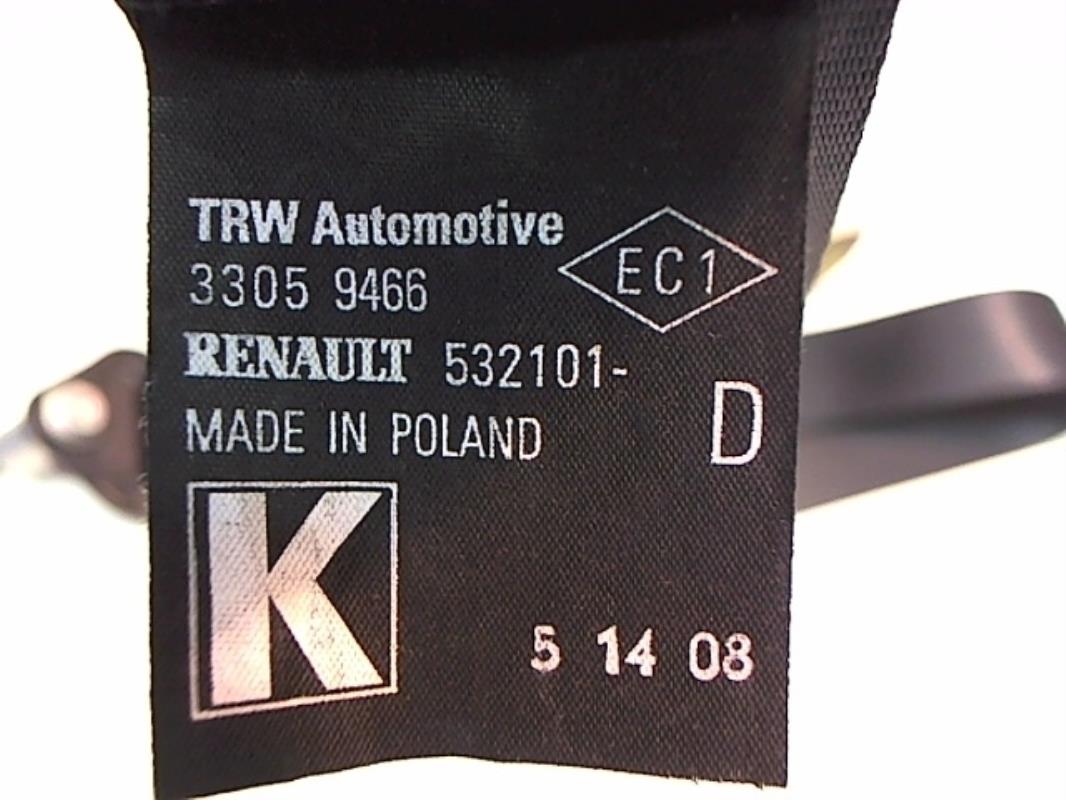 TRW Automotive
3305 9466
EC1
RENAULT 532101-
MADE IN POLAND
D
K
5 14 08